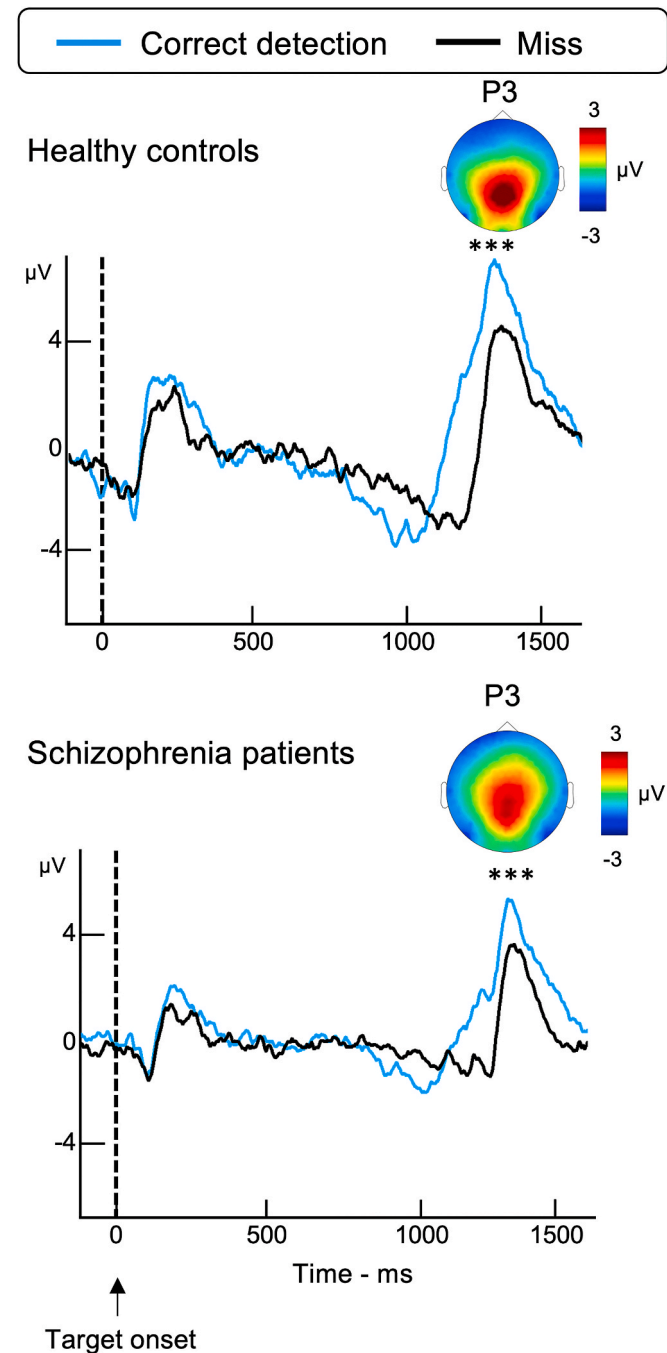 Correct detection Miss
P3
Healthy controls
3
µV
-3
***
µV
4
0
-4
0 500 1000 1500
P3
Schizophrenia patients
3
µV
-3
***
µV
4
0
-4
0 500 1000 1500
Time - ms
Target onset